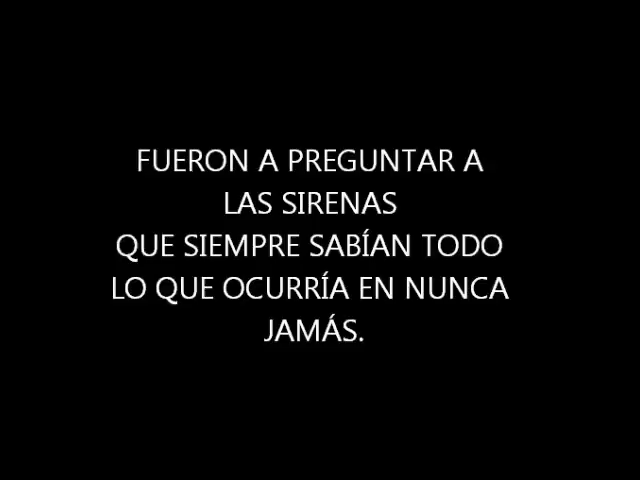 FUERON A PREGUNTAR A
LAS SIRENAS
QUE SIEMPRE SABÍAN TODO
LO QUE OCURRÍA EN NUNCA
JAMÁS.